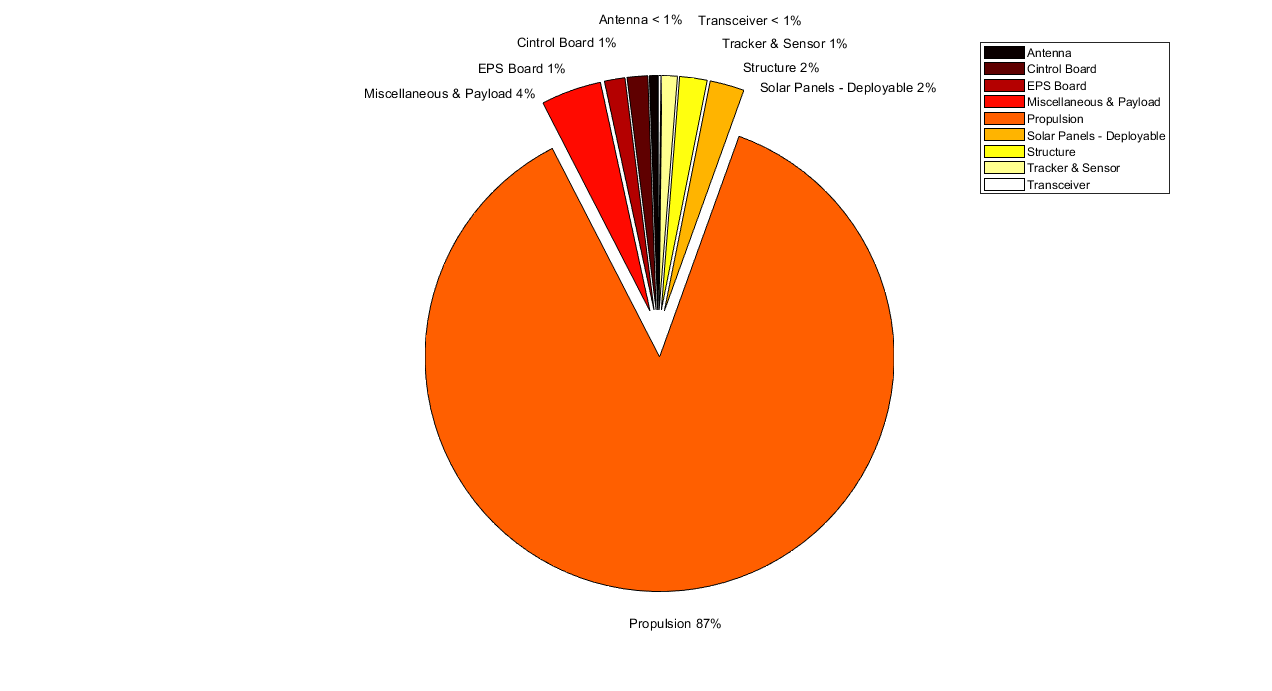 Antenna < 1%
Transceiver < 1%
Cintrol Board 1%
Tracker & Sensor 1%
EPS Board 1%
Structure 2%
Miscellaneous & Payload 4%
Solar Panels - Deployable 2%
Propulsion 87%
Antenna
Cintrol Board
EPS Board
Miscellaneous & Payload
Propulsion
Solar Panels - Deployable
Structure
Tracker & Sensor
Transceiver